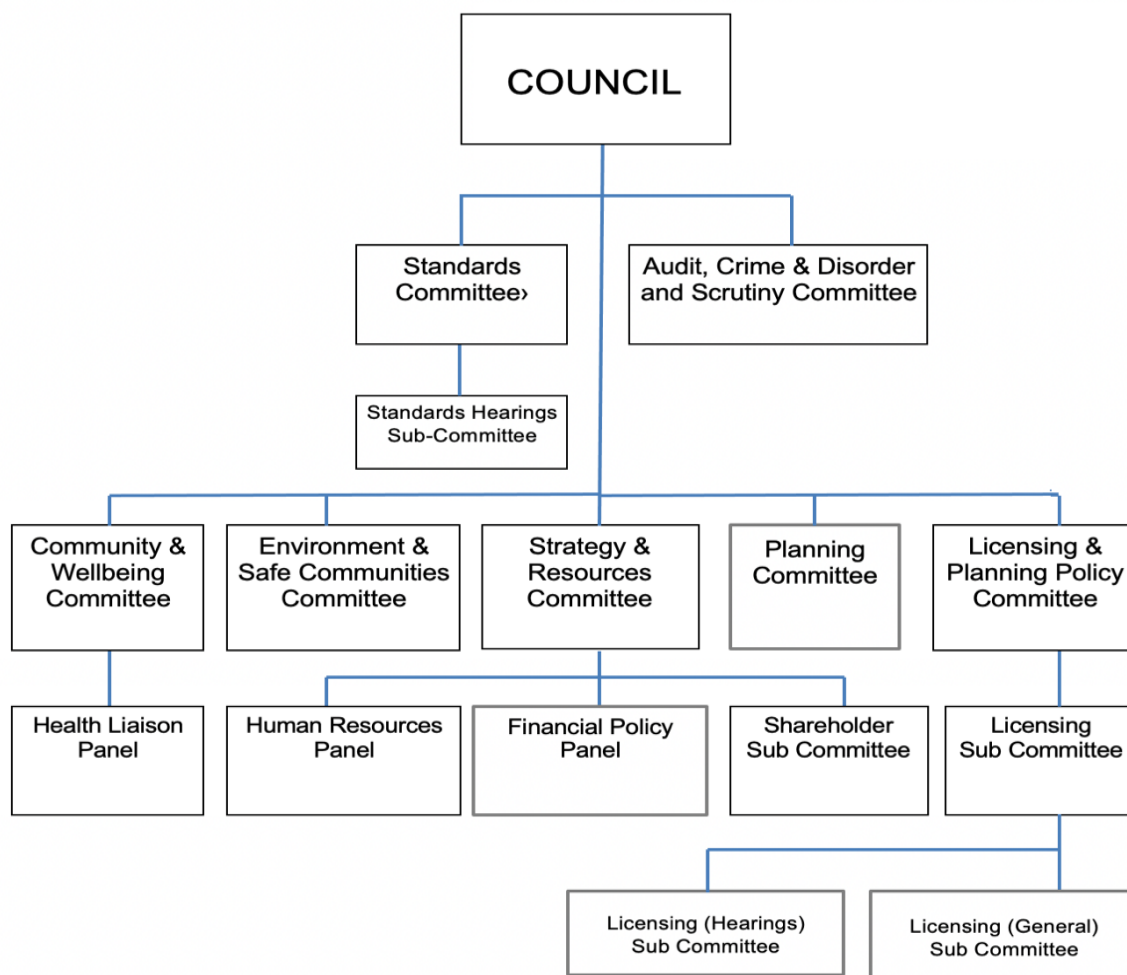 COUNCIL
Standards
Committee›
Audit, Crime & Disorder
and Scrutiny Committee
Standards Hearings
Sub-Committee
Community &
Wellbeing
Committee
Environment &
Safe Communities
Committee
Strategy &
Resources
Committee
Planning
Committee
Licensing &
Planning Policy
Committee
Health Liaison
Panel
Human Resources
Panel
Financial Policy
Panel
Shareholder
Sub Committee
Licensing
Sub Committee
Licensing (Hearings)
Sub Committee
Licensing (General)
Sub Committee